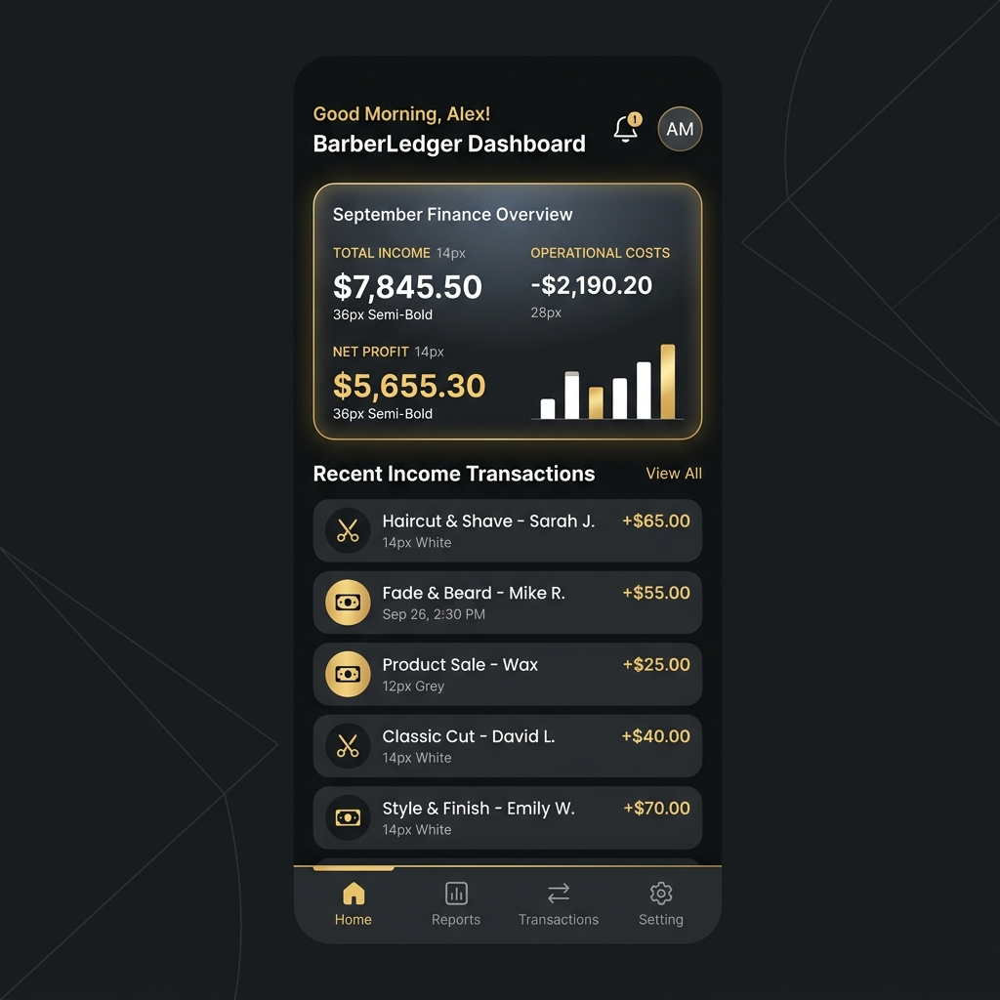 Good Morning, Alex!
BarberLedger Dashboard
!
AM
September Finance Overview
TOTAL INCOME 14px
$7,845.50
36px Semi-Bold
OPERATIONAL COSTS
-$2,190.20
28px
NET PROFIT 14px
$5,655.30
36px Semi-Bold
Recent Income Transactions
View All
Haircut & Shave - Sarah J.
+$65.00
14px White
Fade & Beard - Mike R.
+$55.00
Sep 26, 2:30 PM
Product Sale - Wax
+$25.00
12px Grey
Classic Cut - David L.
+$40.00
14px White
Style & Finish - Emily W.
+$70.00
14px White
Home
Reports
Transactions
Setting